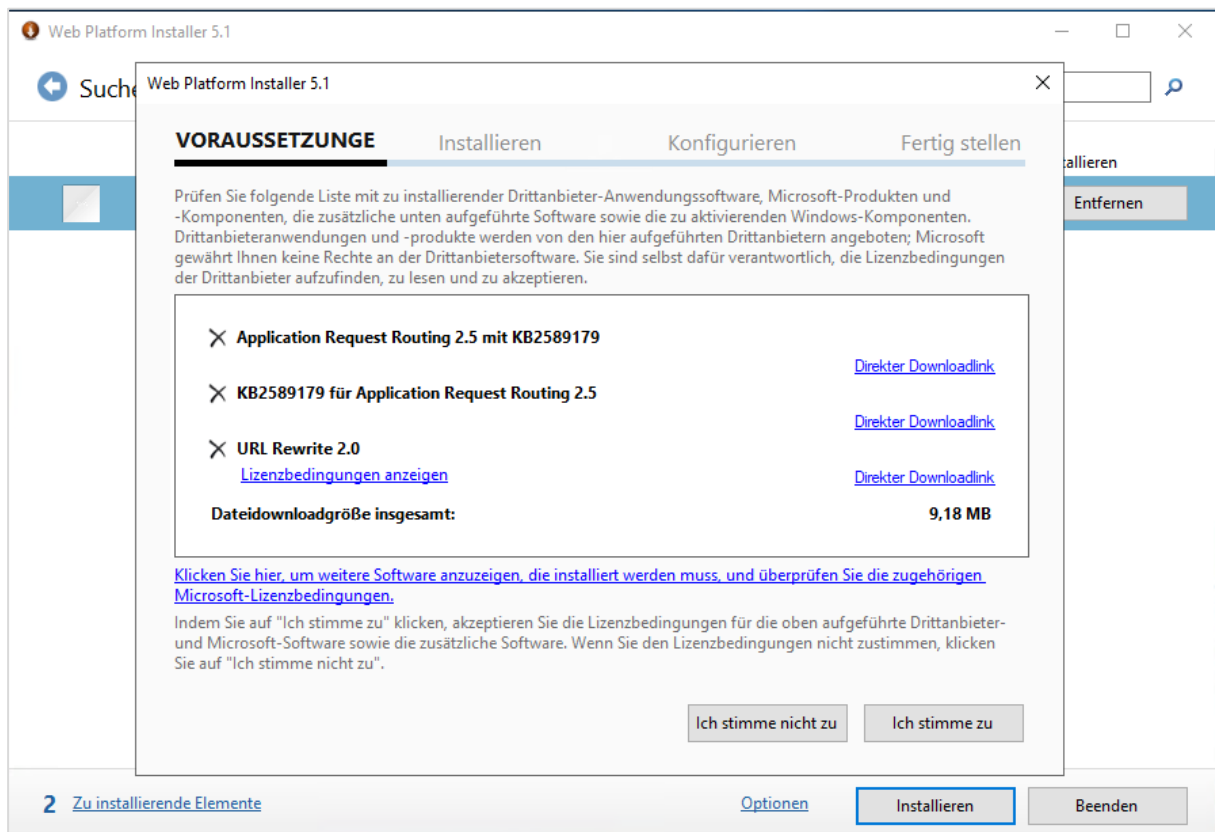 Web Platform Installer 5.1
Suche
Web Platform Installer 5.1
VORAUSSETZUNGE
Installieren
Konfigurieren
Fertig stellen
tallieren
Entfernen
Prüfen Sie folgende Liste mit zu installierender Drittanbieter-Anwendungssoftware, Microsoft-Produkten und
-Komponenten, die zusätzliche unten aufgeführte Software sowie die zu aktivierenden Windows-Komponenten.
Drittanbieteranwendungen und -produkte werden von den hier aufgeführten Drittanbietern angeboten; Microsoft
gewährt Ihnen keine Rechte an der Drittanbietersoftware. Sie sind selbst dafür verantwortlich, die Lizenzbedingungen
der Drittanbieter aufzufinden, zu lesen und zu akzeptieren.
Application Request Routing 2.5 mit KB2589179
Direkter Downloadlink
KB2589179 für Application Request Routing 2.5
Direkter Downloadlink
URL Rewrite 2.0
Lizenzbedingungen anzeigen
Direkter Downloadlink
Dateidownloadgröße insgesamt: 9,18 MB
Klicken Sie hier, um weitere Software anzuzeigen, die installiert werden muss, und überprüfen Sie die zugehörigen
Microsoft-Lizenzbedingungen.
Indem Sie auf "Ich stimme zu" klicken, akzeptieren Sie die Lizenzbedingungen für die oben aufgeführte Drittanbieter-
und Microsoft-Software sowie die zusätzliche Software. Wenn Sie den Lizenzbedingungen nicht zustimmen, klicken
Sie auf "Ich stimme nicht zu".
Ich stimme nicht zu
Ich stimme zu
2 Zu installierende Elemente
Optionen
Installieren
Beenden